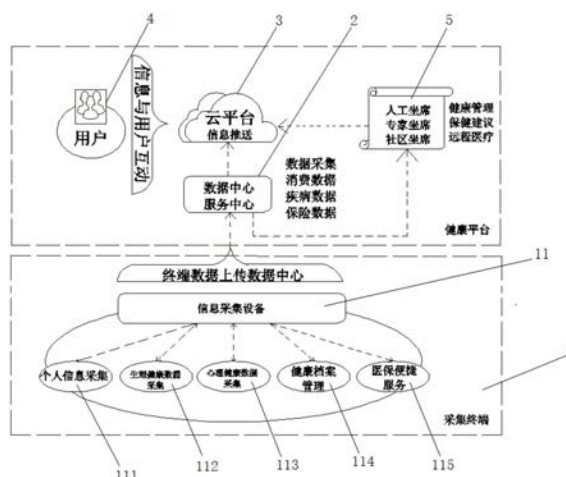 3
2
4
5
信息与用户互动
用户
云平台
信息推送
人工坐席
专家坐席
社区坐席
健康管理
保健建议
远程医疗
数据中心
服务中心
数据采集
消费数据
疾病数据
保险数据
健康平台
终端数据上传数据中心
11
信息采集设备
个人信息采集
生理健康数据
采集
心理健康数据
采集
健康档案
管理
医保便捷
服务
采集终端
111
112
113
114
115